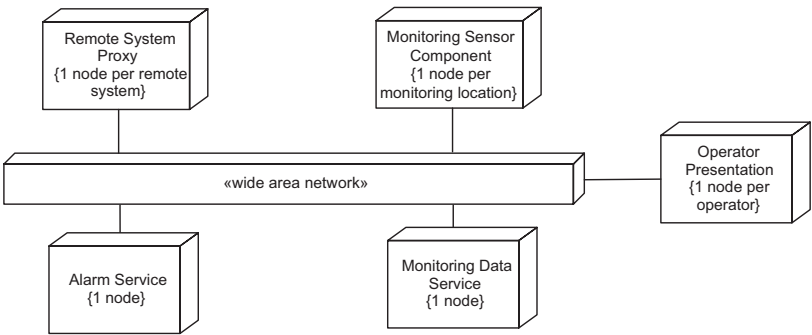 Remote System
Proxy
{1 node per remote
system}
Monitoring Sensor
Component
{1 node per
monitoring location}
Operator
Presentation
{1 node per
operator}
«wide area network»
Alarm Service
{1 node}
Monitoring Data
Service
{1 node}